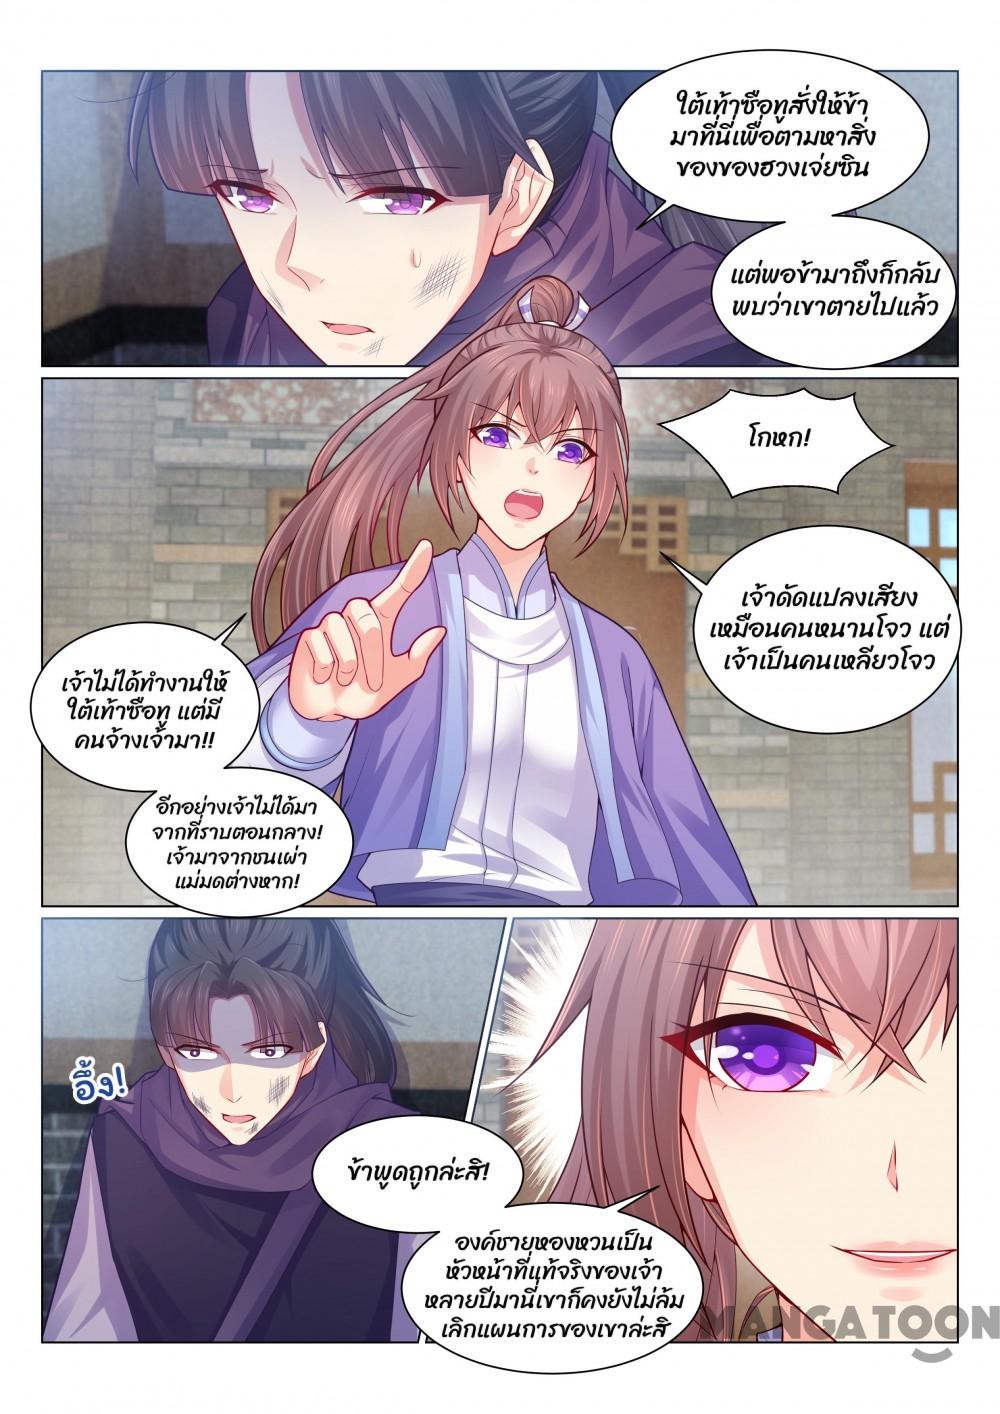 ใต้เท้าซือทูสั่งให้ข้า
มาที่นี่เพื่อตามหาสิ่ง
ของของฮวงเจ่ยซิน
แต่พอข้ามาถึงก็กลับ
พบว่าเขาตายไปแล้ว
โกหก!
เจ้าดัดแปลงเสียง
เหมือนคนหนานโจว แต่
เจ้าเป็นคนเหลียวโจว
เจ้าไม่ได้ทำงานให้
ใต้เท้าซือทู แต่มี
คนจ้างเจ้ามา!!
อีกอย่างเจ้าไม่ได้มา
จากที่ราบตอนกลาง!
เจ้ามาจากชนเผ่า
แม่มดต่างหาก!
อึ้ง!
ข้าพูดถูกล่ะสิ!
องค์ชายหองหวนเป็น
หัวหน้าที่แท้จริงของเจ้า
หลายปีมานี่เขาก็คงยังไม่ล้ม
เลิกแผนการของเขาล่ะสิ
MANGATOON